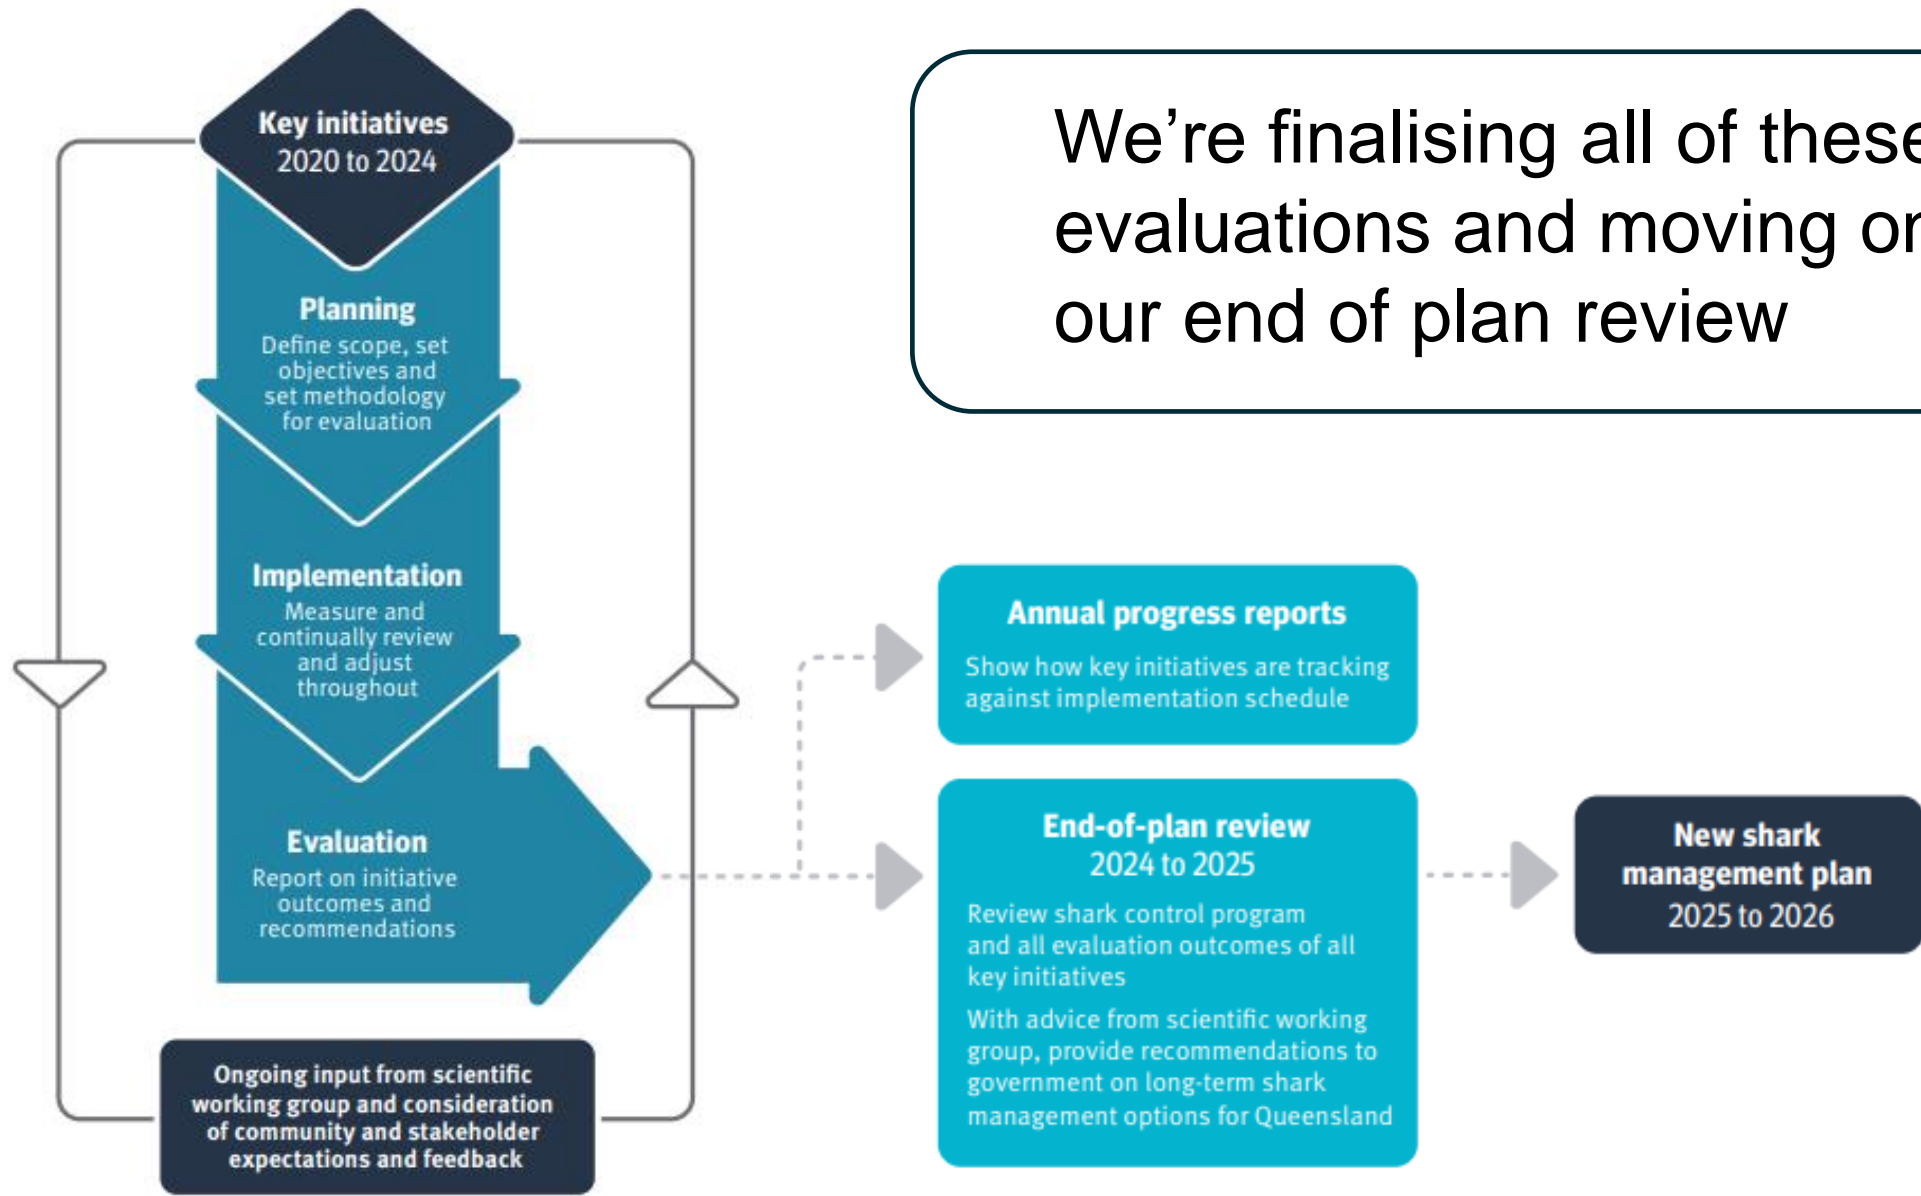 Key initiatives
2020 to 2024
Planning
Define scope, set
objectives and
set methodology
for evaluation
Implementation
Measure and
continually review
and adjust
throughout
Evaluation
Report on initiative
outcomes and
recommendations
Ongoing input from scientific
working group and consideration
of community and stakeholder
expectations and feedback
We’re finalising all of these
evaluations and moving
our end of plan review
Annual progress reports
Show how key initiatives are tracking
against implementation schedule
End-of-plan review
2024 to 2025
Review shark control program
and all evaluation outcomes of all
key initiatives
With advice from scientific working
group, provide recommendations to
government on long-term shark
management options for Queensland
New shark
management plan
2025 to 2026